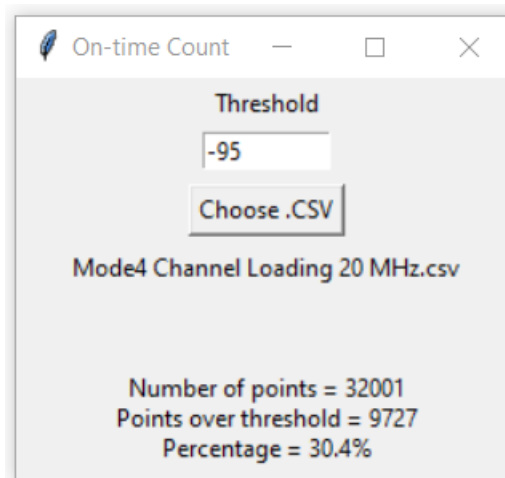 On-time Count
Threshold
-95
Choose .CSV
Mode4 Channel Loading 20 MHz.csv
Number of points = 32001
Points over threshold = 9727
Percentage = 30.4%